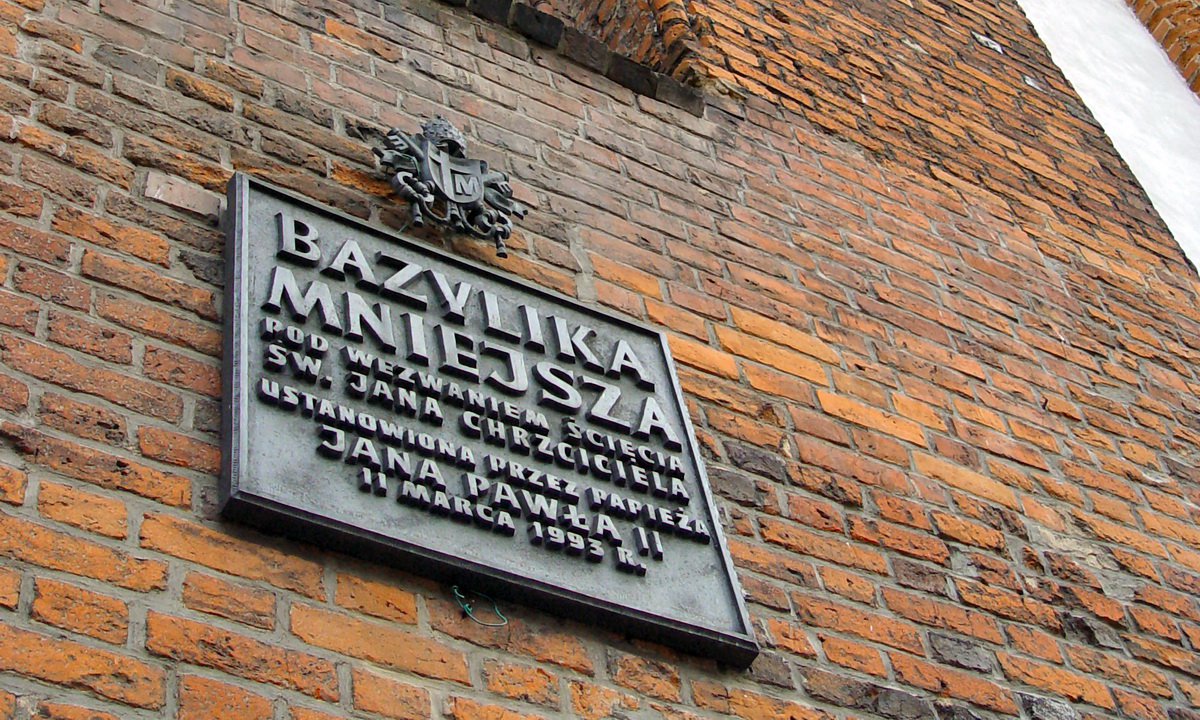 M
BAZYLIKA
MNIEJSZA
POD WEZWANIEM ŚCIĘCIA
ŚW. JANA CHRZCICIELA
USTANOWIONA PRZEZ PAPIEŻA
JANA PAWŁA II
11 MARCA 1993 R.